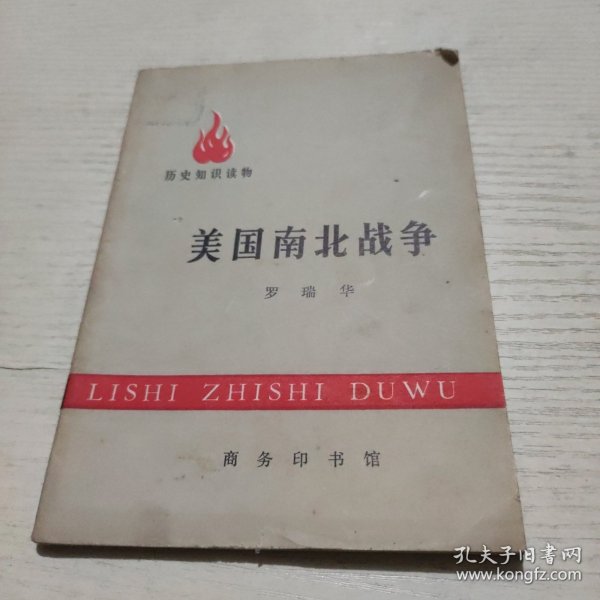 历史知识读物
美国南北战争
罗瑞华
LISHI ZHISHI DUWU
商务印书馆
孔夫子旧書网
www.kongfz.com